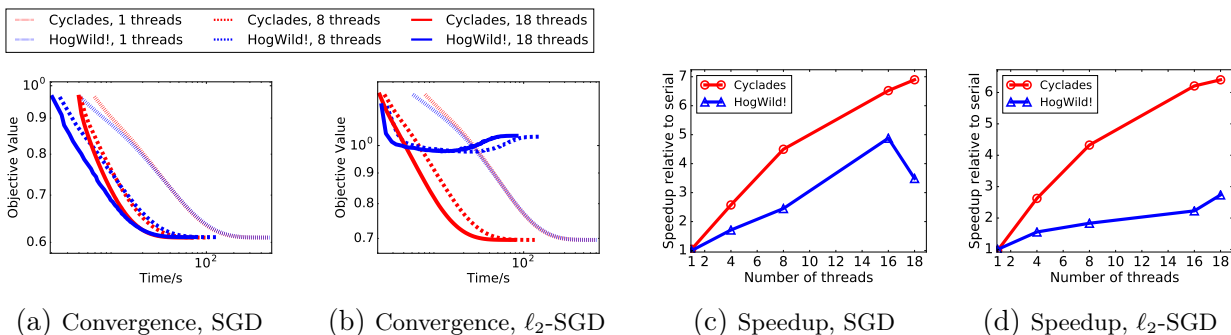 Cyclades, 1 threads
Cyclades, 8 threads
Cyclades, 18 threads
HogWild!, 1 threads
HogWild!, 8 threads
HogWild!, 18 threads
10⁰
0.9
0.8
0.7
0.6
Objective Value
10²
Time/s
(a) Convergence, SGD
10⁰
0.9
0.8
0.7
Objective Value
10²
Time/s
(b) Convergence, ℓ₂-SGD
7
6
5
4
3
2
1
Speedup relative to serial
Cyclades
HogWild!
1 2 4 6 8 10 12 14 16 18
Number of threads
(c) Speedup, SGD
6
5
4
3
2
1
Speedup relative to serial
Cyclades
HogWild!
1 2 4 6 8 10 12 14 16 18
Number of threads
(d) Speedup, ℓ₂-SGD